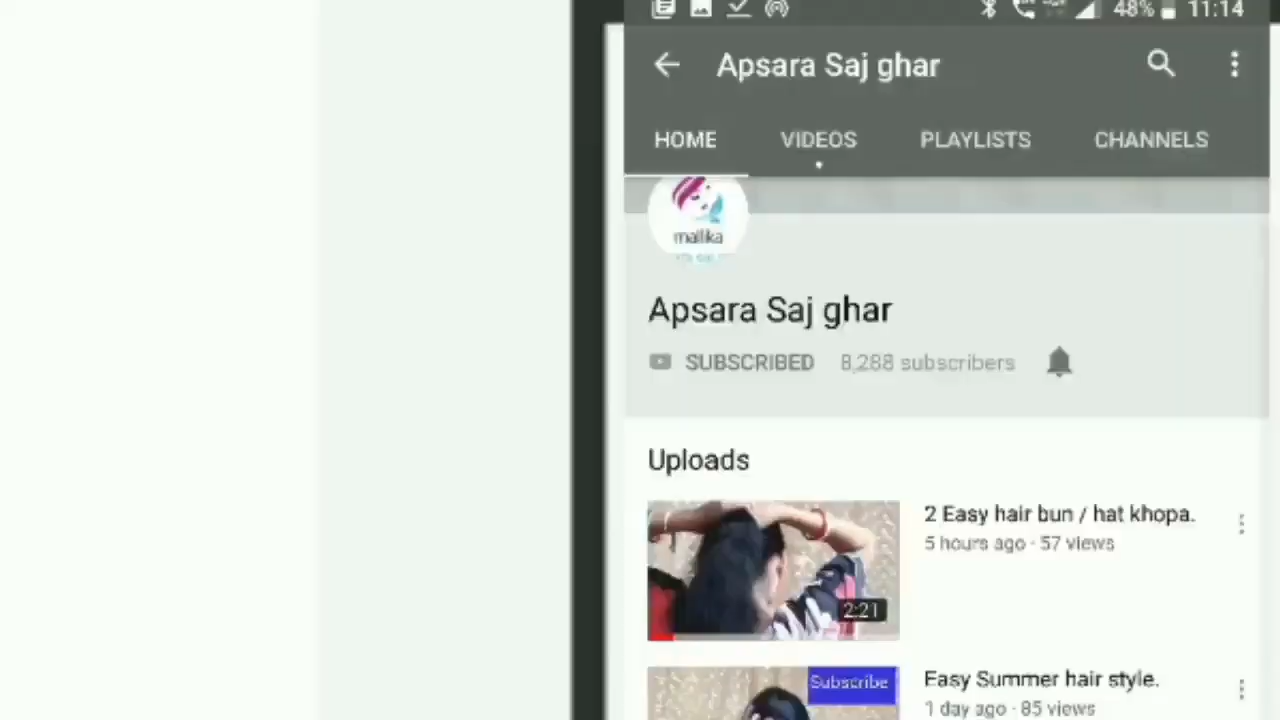 48% 11:14
Apsara Saj ghar
HOME VIDEOS PLAYLISTS CHANNELS
mallika
Apsara Saj ghar
SUBSCRIBED 8,288 subscribers
Uploads
2 Easy hair bun / hat khopa.
5 hours ago · 57 views
2:21
Subscribe
Easy Summer hair style.
1 day ago · 85 views